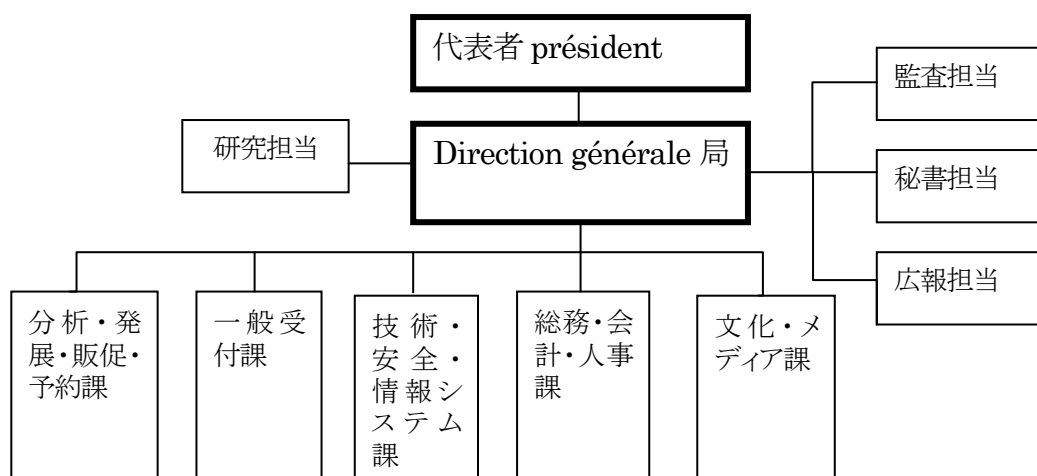 代表者 président
監査担当
研究担当
Direction générale 局
秘書担当
広報担当
分析・発
展・販促・
予約課
一般受
付課
技術・
安全・
情報シ
ステム
課
総務・会
計・人事
課
文化・メ
ディア課